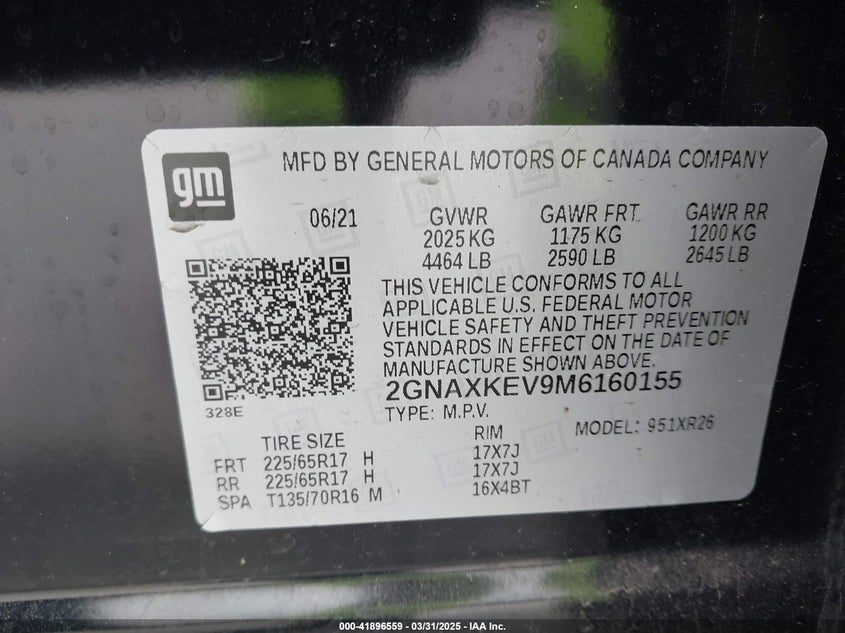 gm
MFD BY GENERAL MOTORS OF CANADA COMPANY
06/21
GVWR GAWR FRT GAWR RR
2025 KG 1175 KG 1200 KG
4464 LB 2590 LB 2645 LB
THIS VEHICLE CONFORMS TO ALL
APPLICABLE U.S. FEDERAL MOTOR
VEHICLE SAFETY AND THEFT PREVENTION
STANDARDS IN EFFECT ON THE DATE OF
MANUFACTURE SHOWN ABOVE.
2GNAXKEV9M6160155
328E
TYPE: M.P.V. MODEL: 951XR26
TIRE SIZE RIM
FRT 225/65R17 H 17X7J
RR 225/65R17 H 17X7J
SPA T135/70R16 M 16X4BT
000-41896559 - 03/31/2025 - IAA Inc.